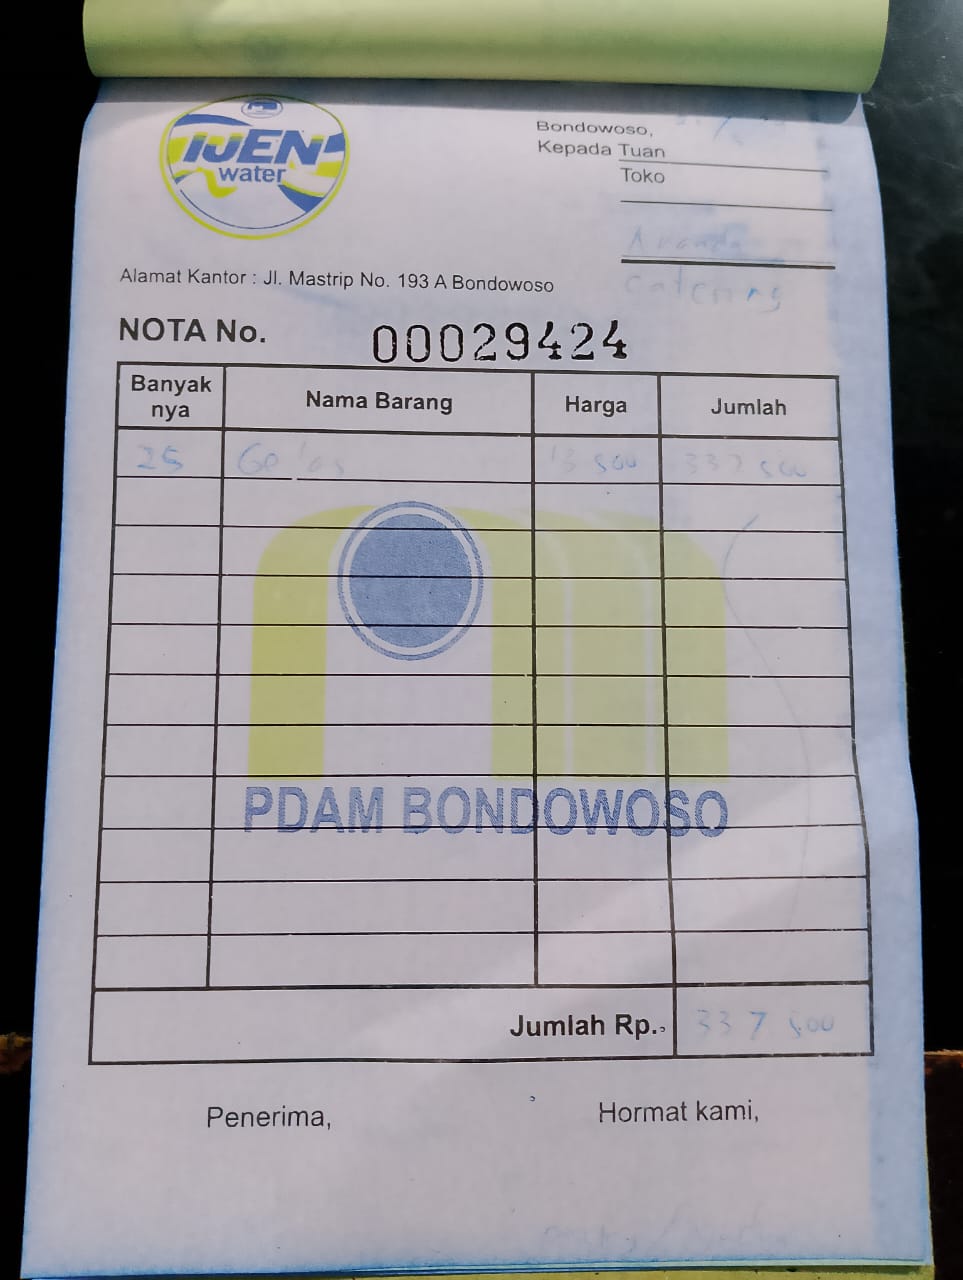 IJEN
water
Bondowoso,
Kepada Tuan
Toko
Catering
Alamat Kantor : Jl. Mastrip No. 193 A Bondowoso
NOTA No. 00029424
Banyak nya Nama Barang Harga Jumlah
25 Gelas 13 500 337 500
PDAM BONDOWOSO
Jumlah Rp. 337 500
Penerima, Hormat kami,